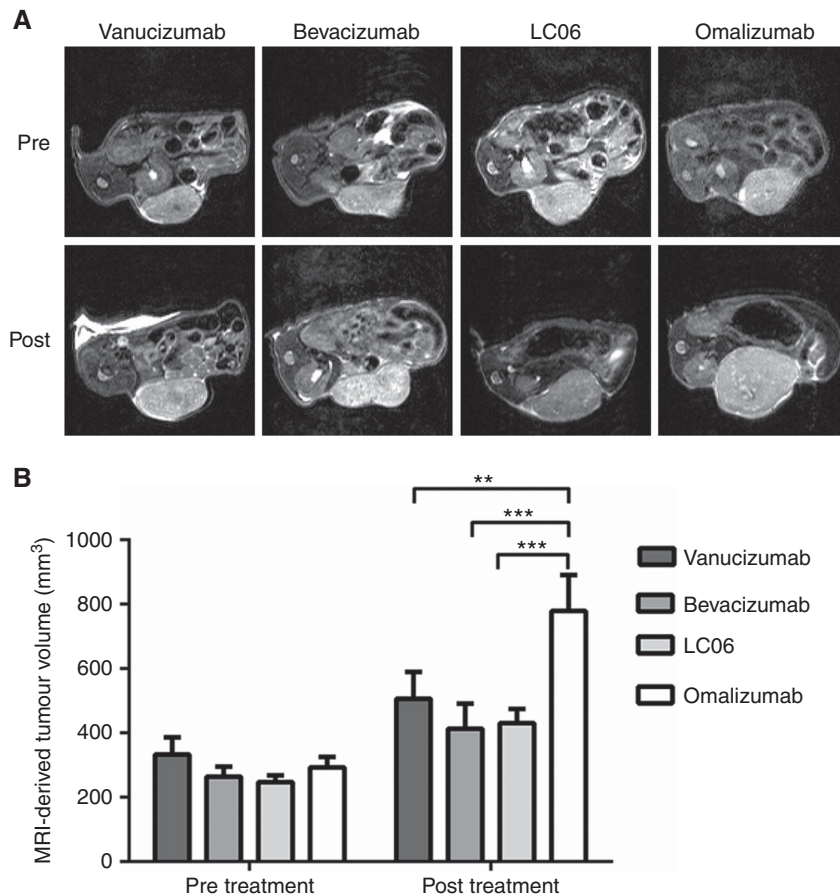 A
Vanucizumab Bevacizumab LC06 Omalizumab
Pre
Post
B
** 
***
***
MRI-derived tumour volume (mm³)
1000
800
600
400
200
0
Pre treatment Post treatment
Vanucizumab
Bevacizumab
LC06
Omalizumab